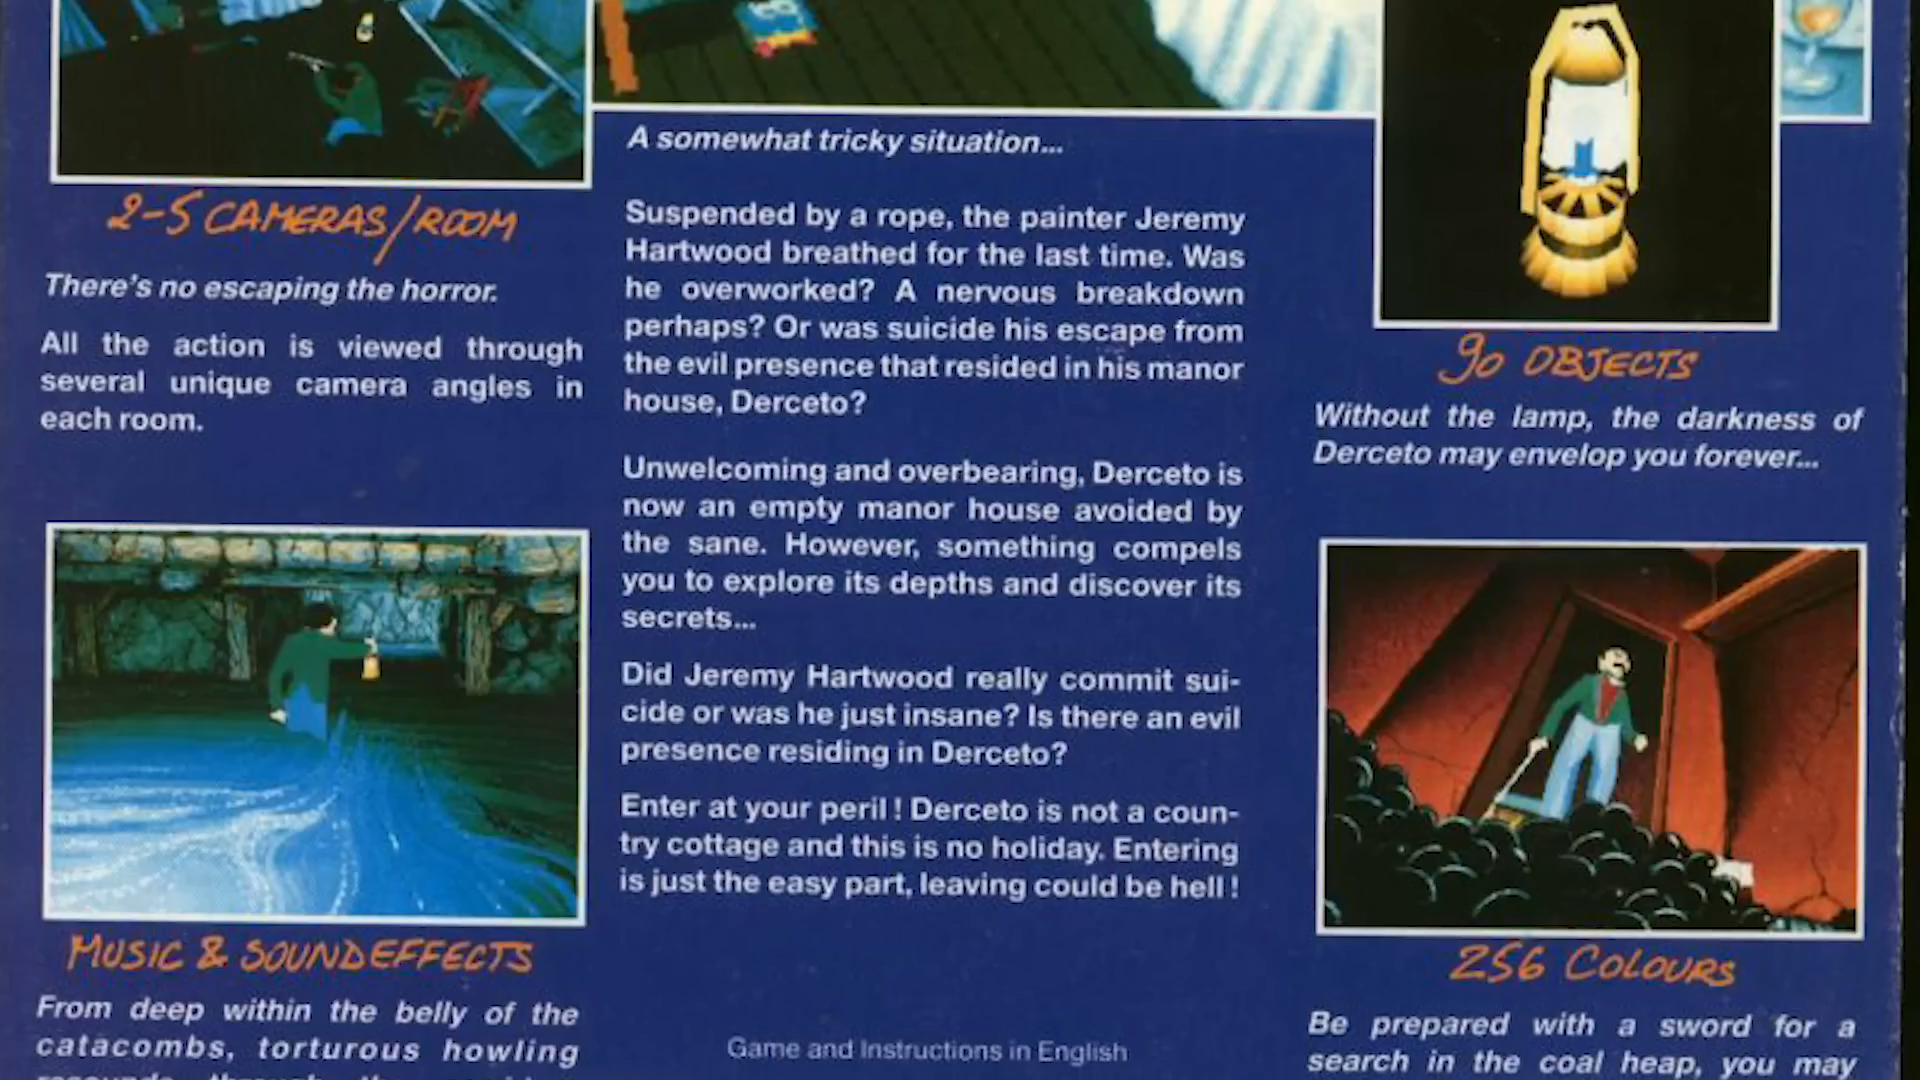 2-5 CAMERAS/ROOM
There's no escaping the horror.
All the action is viewed through
several unique camera angles in
each room.
MUSIC & SOUNDEFFECTS
From deep within the belly of the
catacombs, torturous howling
A somewhat tricky situation...
Suspended by a rope, the painter Jeremy
Hartwood breathed for the last time. Was
he overworked? A nervous breakdown
perhaps? Or was suicide his escape from
the evil presence that resided in his manor
house, Derceto?
Unwelcoming and overbearing, Derceto is
now an empty manor house avoided by
the sane. However, something compels
you to explore its depths and discover its
secrets...
Did Jeremy Hartwood really commit sui-
cide or was he just insane? Is there an evil
presence residing in Derceto?
Enter at your peril ! Derceto is not a coun-
try cottage and this is no holiday. Entering
is just the easy part, leaving could be hell !
Game and Instructions in English
90 OBJECTS
Without the lamp, the darkness of
Derceto may envelop you forever...
256 COLOURS
Be prepared with a sword for a
search in the coal heap, you may